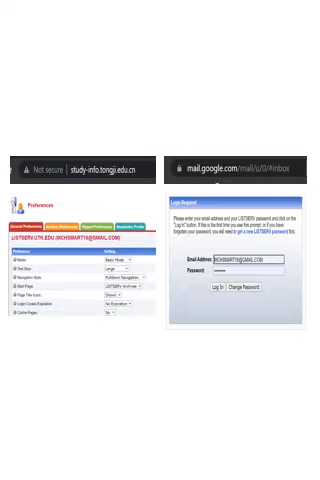 Not secure | study-info.tongji.edu.cn
Preferences
General Preferences Archive Preferences Report Preferences Newsletter Profile
LISTSERV.UTK.EDU (MCHSMART16@GMAIL.COM)
Preference Setting
Mode Basic Mode
Text Size Large
Navigation Style Pulldown Navigation
Start Page LISTSERV Archives
Page Title Icons Shown
Login Cookie Expiration No Expiration
Cache Pages No
mail.google.com/mail/u/0/#inbox
Login Required
Please enter your email address and your LISTSERV password and click on the
"Log In" button. If this is the first time you see this prompt, or if you have
forgotten your password, you will need to get a new LISTSERV password first.
Email Address: MCHSMART16@GMAIL.COM
Password:
Log In Change Password